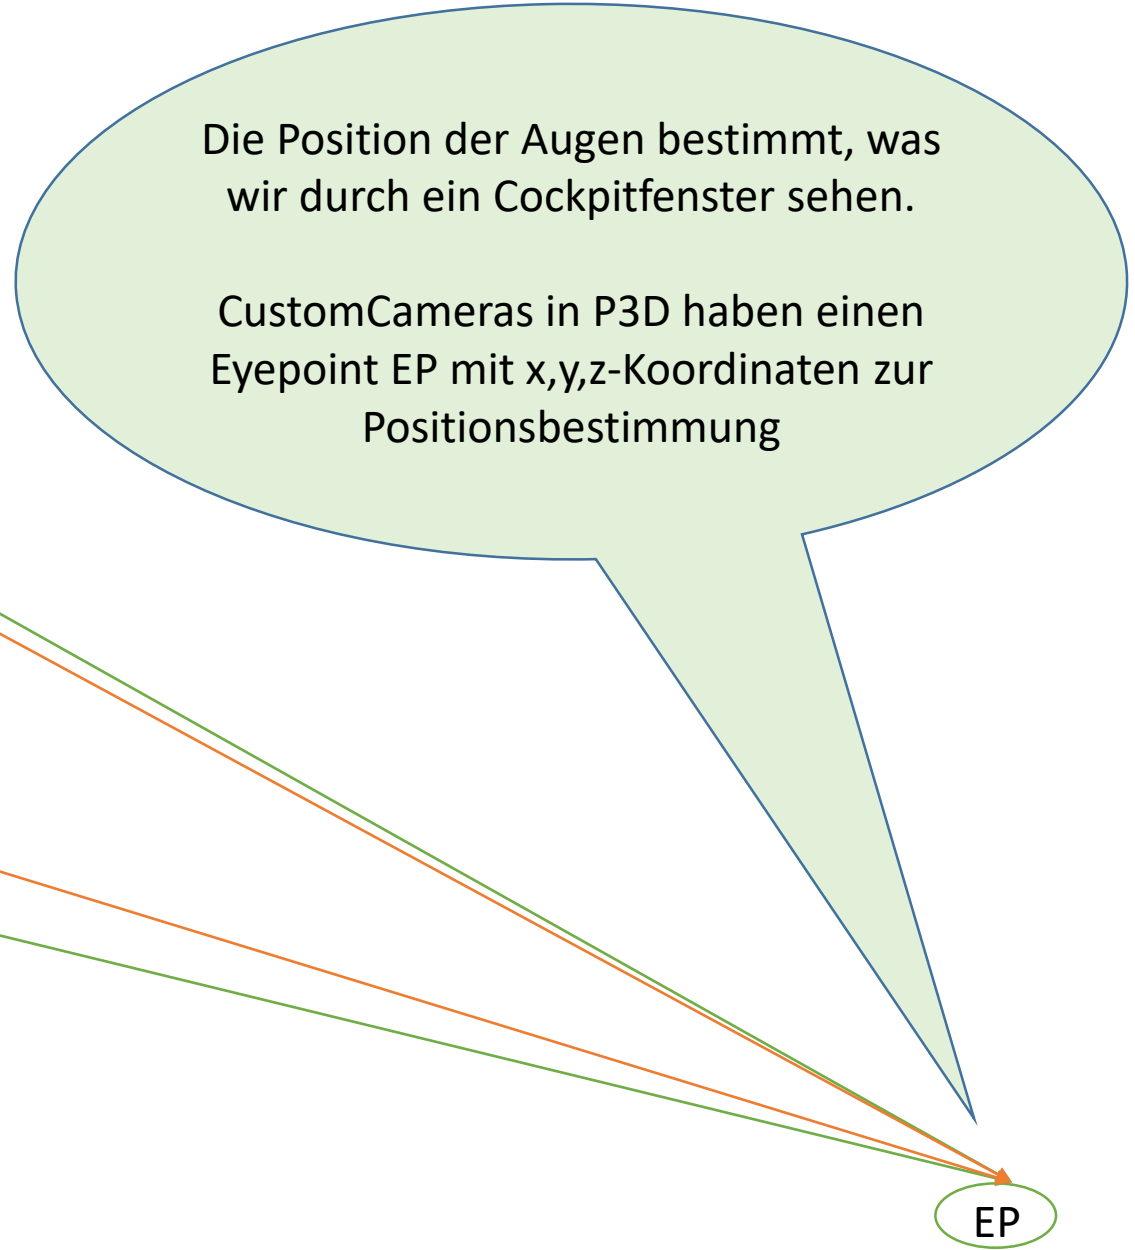 Die Position der Augen bestimmt, was
wir durch ein Cockpitfenster sehen.
CustomCameras in P3D haben einen
Eyepoint EP mit x,y,z-Koordinaten zur
Positionsbestimmung
EP